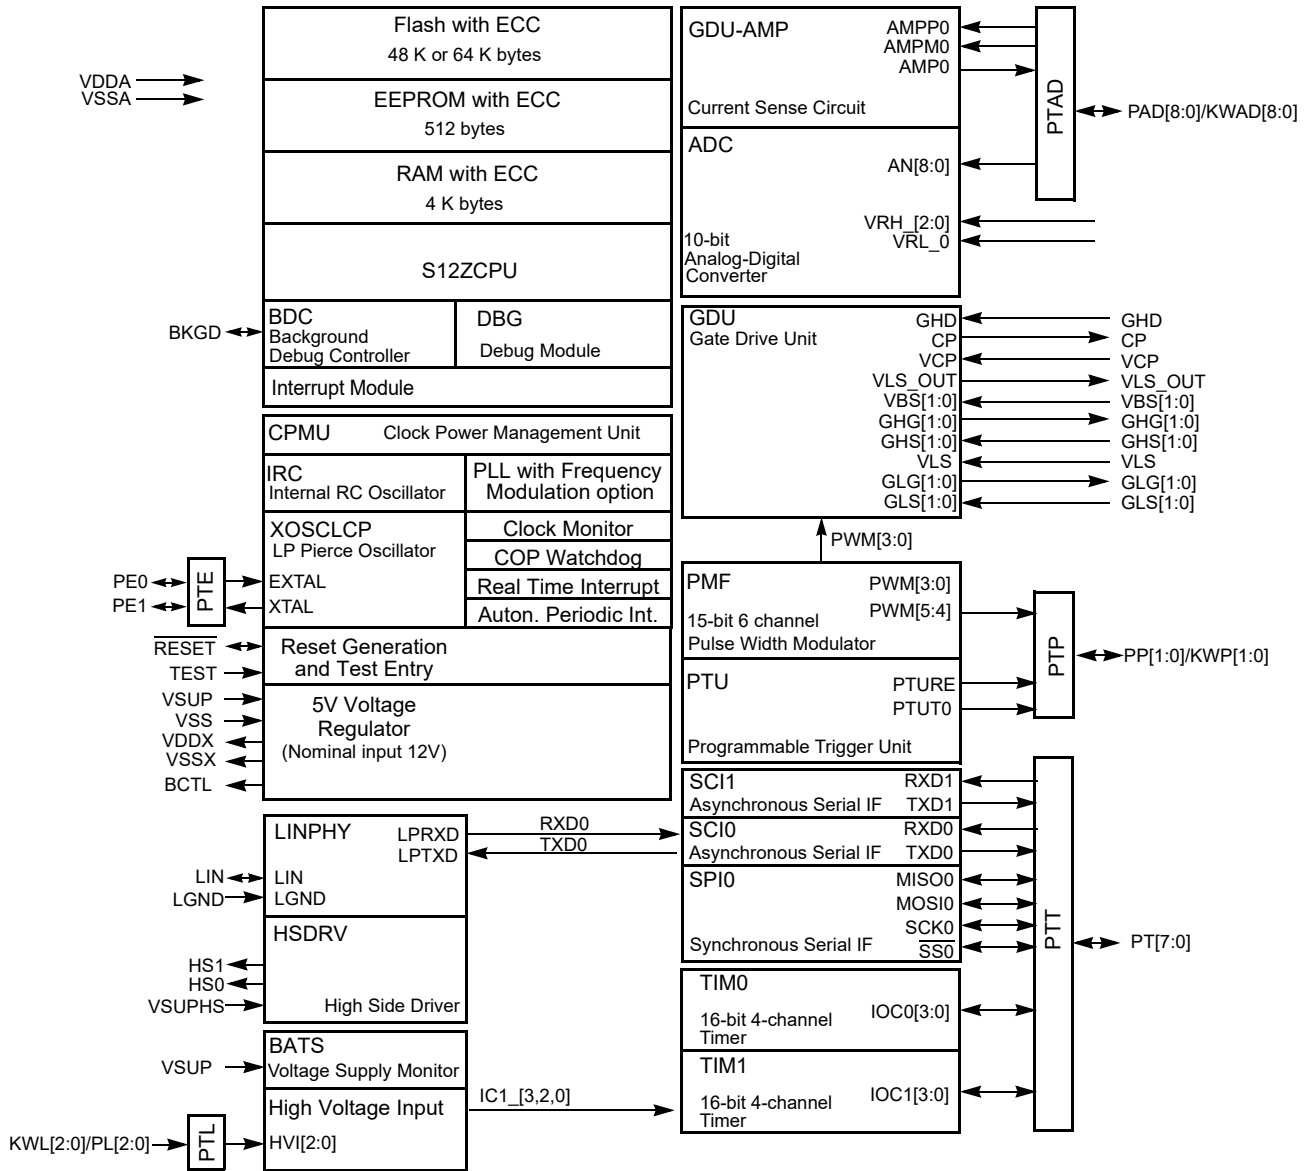 Flash with ECC
48 K or 64 K bytes
VDDA
VSSA
EEPROM with ECC
512 bytes
RAM with ECC
4 K bytes
S12ZCPU
BKGD
BDC
Background
Debug Controller
DBG
Debug Module
Interrupt Module
CPMU Clock Power Management Unit
IRC
Internal RC Oscillator
PLL with Frequency
Modulation option
XOSCLCP
LP Pierce Oscillator
EXTAL
XTAL
Clock Monitor
COP Watchdog
Real Time Interrupt
Auton. Periodic Int.
PE0
PE1
PTE
RESET
TEST
Reset Generation
and Test Entry
VSUP
VSS
VDDX
VSSX
BCTL
5V Voltage
Regulator
(Nominal input 12V)
LINPHY
LPRXD
LPTXD
RXD0
TXD0
LIN
LGND
LIN
LGND
HSDRV
HS1
HS0
VSUPHS
High Side Driver
BATS
Voltage Supply Monitor
VSUP
High Voltage Input
HVI[2:0]
IC1_[3,2,0]
KWL[2:0]/PL[2:0]
PTL
GDU-AMP
AMPP0
AMPM0
AMP0
Current Sense Circuit
PTAD
PAD[8:0]/KWAD[8:0]
ADC
AN[8:0]
VRH_[2:0]
VRL_0
10-bit
Analog-Digital
Converter
GDU
Gate Drive Unit
GHD
CP
VCP
VLS_OUT
VBS[1:0]
GHG[1:0]
GHS[1:0]
VLS
GLG[1:0]
GLS[1:0]
GHD
CP
VCP
VLS_OUT
VBS[1:0]
GHG[1:0]
GHS[1:0]
VLS
GLG[1:0]
GLS[1:0]
PWM[3:0]
PMF
PWM[3:0]
PWM[5:4]
15-bit 6 channel
Pulse Width Modulator
PTU
PTURE
PTUT0
Programmable Trigger Unit
PTP
PP[1:0]/KWP[1:0]
SCI1
RXD1
Asynchronous Serial IF TXD1
SCI0
RXD0
Asynchronous Serial IF TXD0
SPI0
MISO0
MOSI0
SCK0
Synchronous Serial IF
SS0
PTT
PT[7:0]
TIM0
16-bit 4-channel
Timer
IOC0[3:0]
TIM1
16-bit 4-channel
Timer
IOC1[3:0]